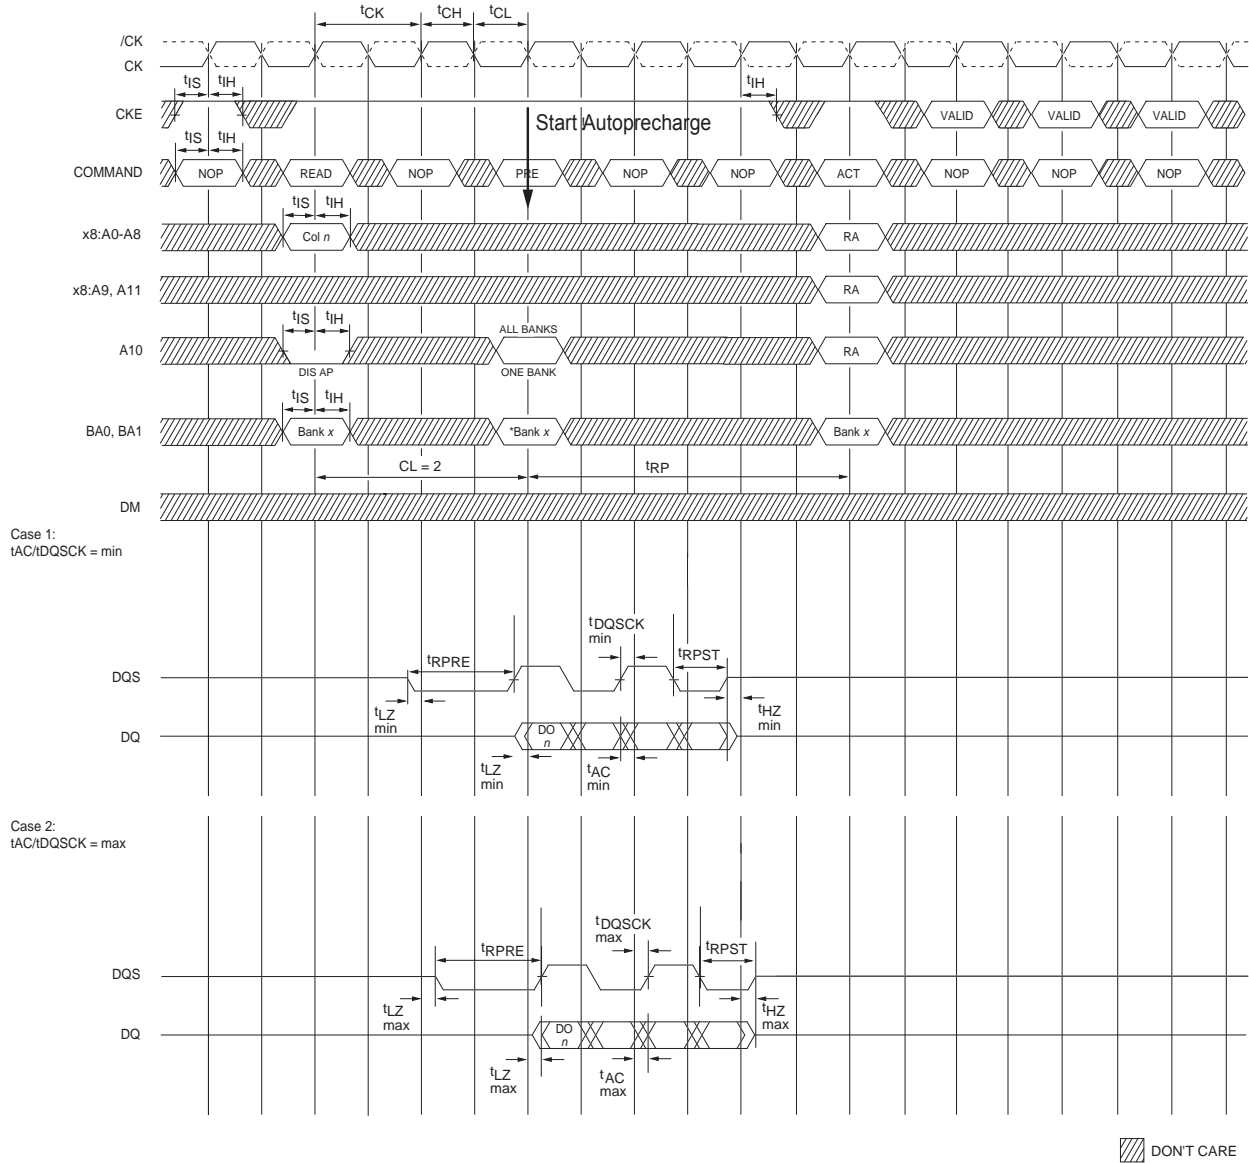 tCK tCH tCL
/CK
CK
tIS tIH tIH
CKE VALID VALID VALID
Start Autoprecharge
tIS tIH
COMMAND NOP READ NOP PRE NOP NOP ACT NOP NOP NOP
tIS tIH
x8:A0-A8 Col n RA
x8:A9, A11 RA
tIS tIH ALL BANKS
A10 RA
DIS AP ONE BANK
tIS tIH
BA0, BA1 Bank x *Bank x Bank x
CL = 2 tRP
DM
Case 1:
tAC/tDQSCK = min
tDQSCK
min
tRPRE tRPST
DQS
tLZ
min
tHZ
min
DQ DO
n
tLZ
min
tAC
min
Case 2:
tAC/tDQSCK = max
tDQSCK
max
tRPRE tRPST
DQS
tLZ
max
tHZ
max
DQ DO
n
tLZ
max
tAC
max
DON'T CARE